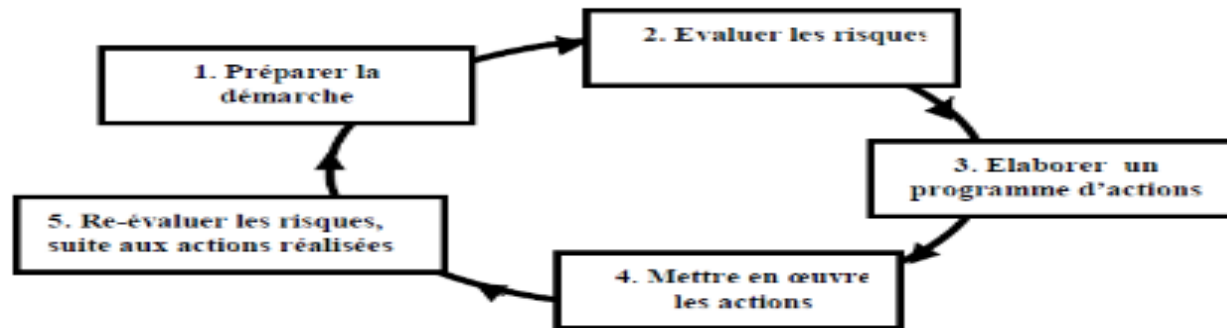 1. Préparer la
démarche
2. Evaluer les risques
3. Elaborer un
programme d'actions
4. Mettre en œuvre
les actions
5. Re-évaluer les risques,
suite aux actions réalisées